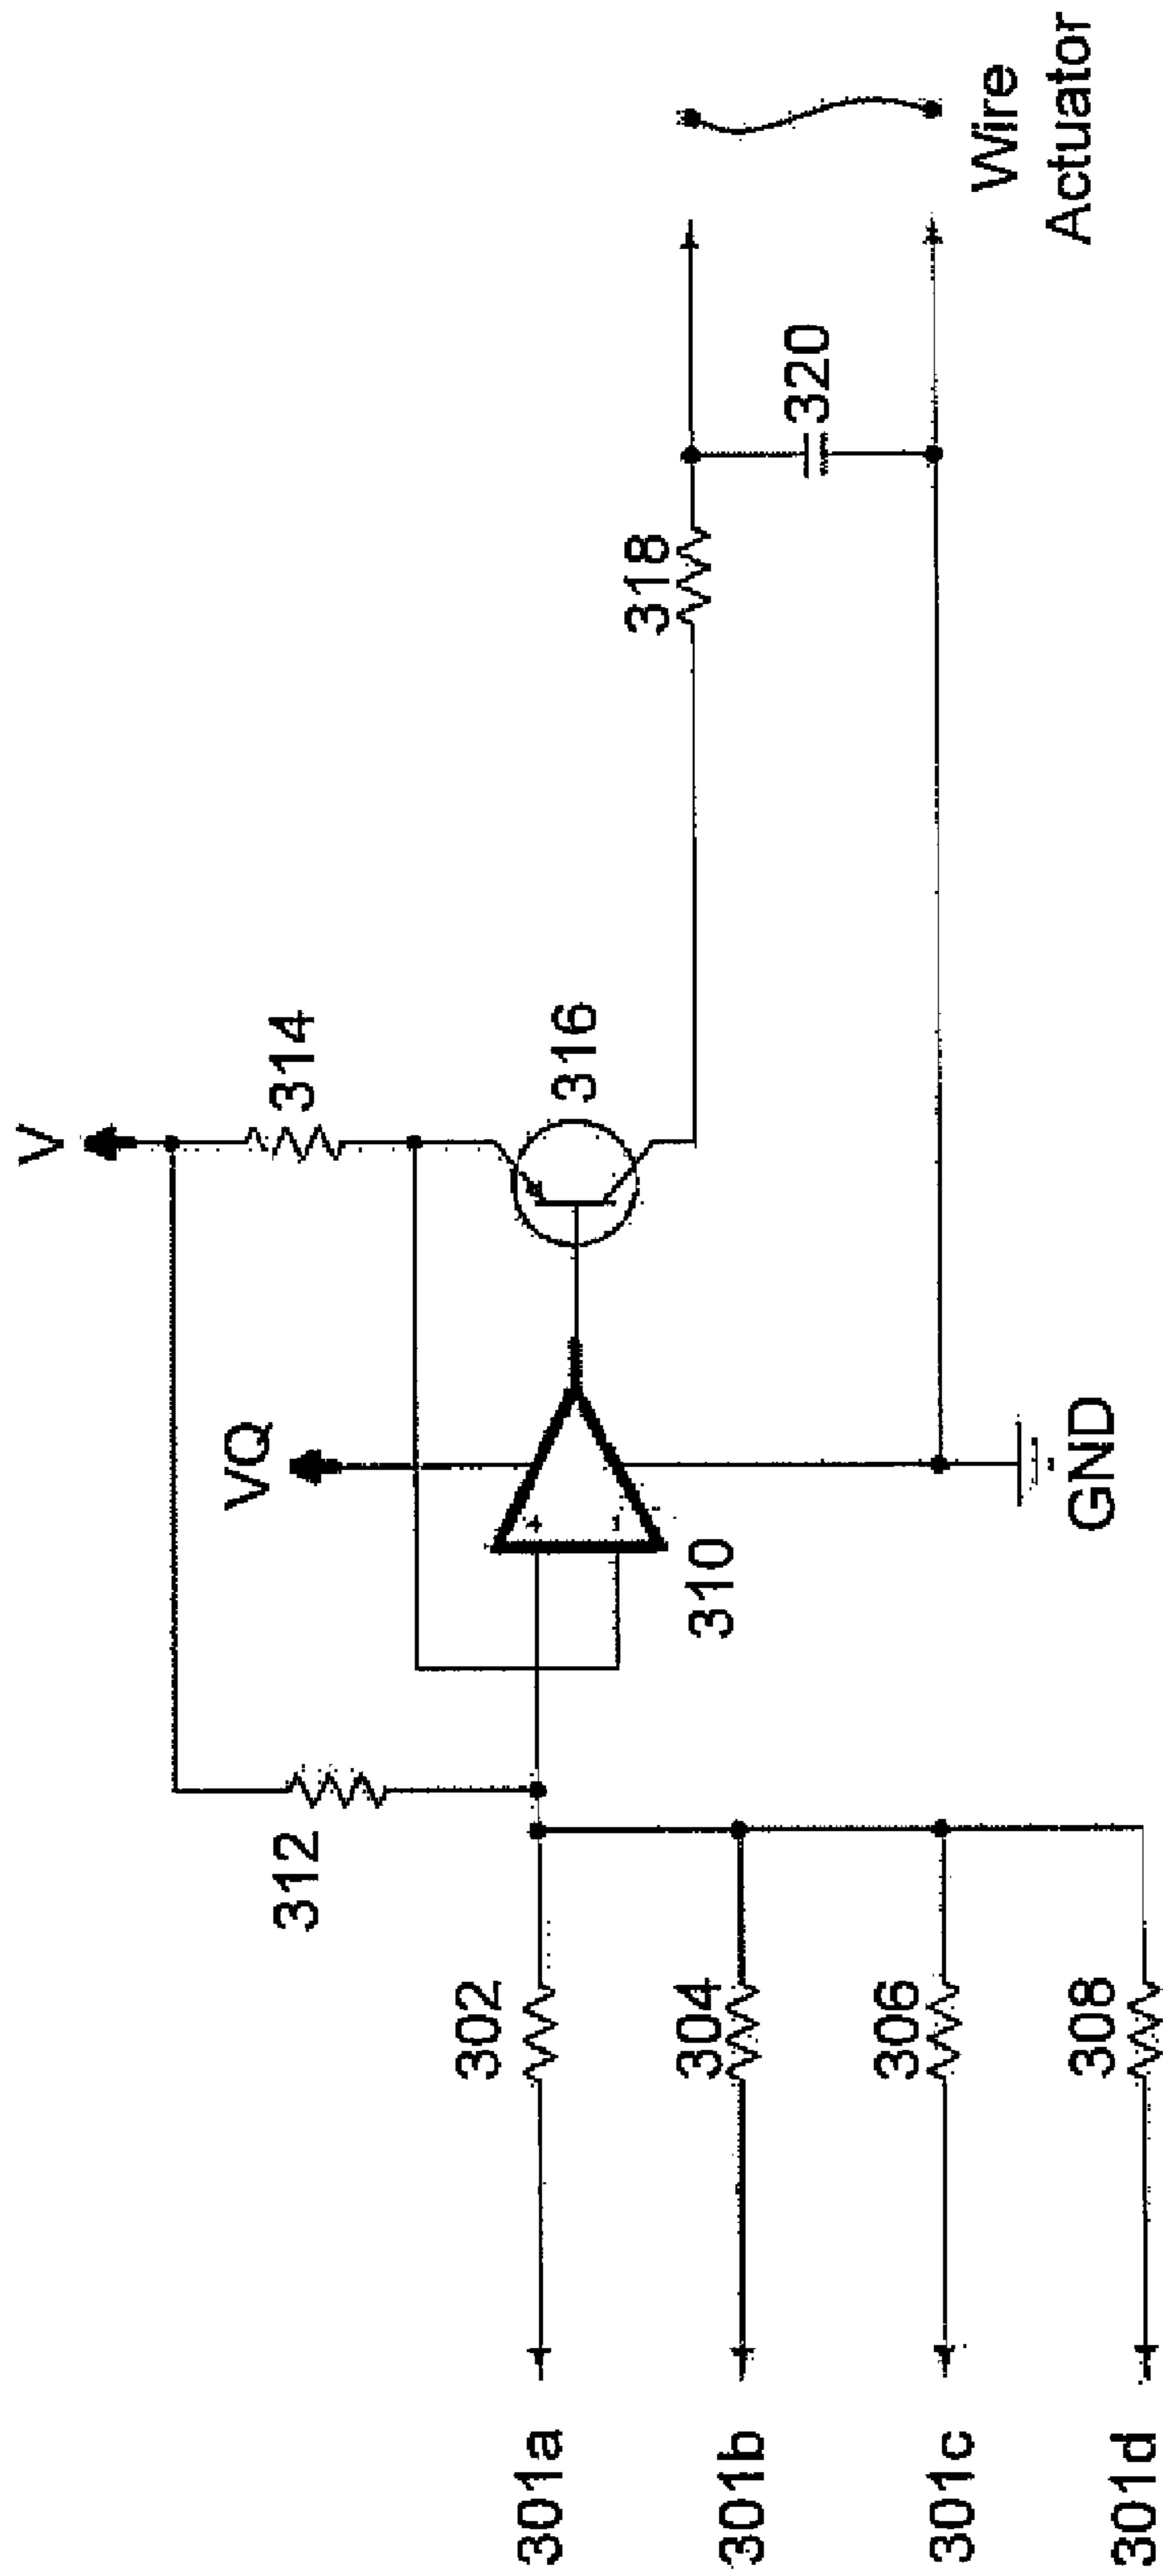 V
314
VQ
312
316
302
318
310
304
320
306
Wire
Actuator
308
GND
301a
301b
301c
301d
+
-